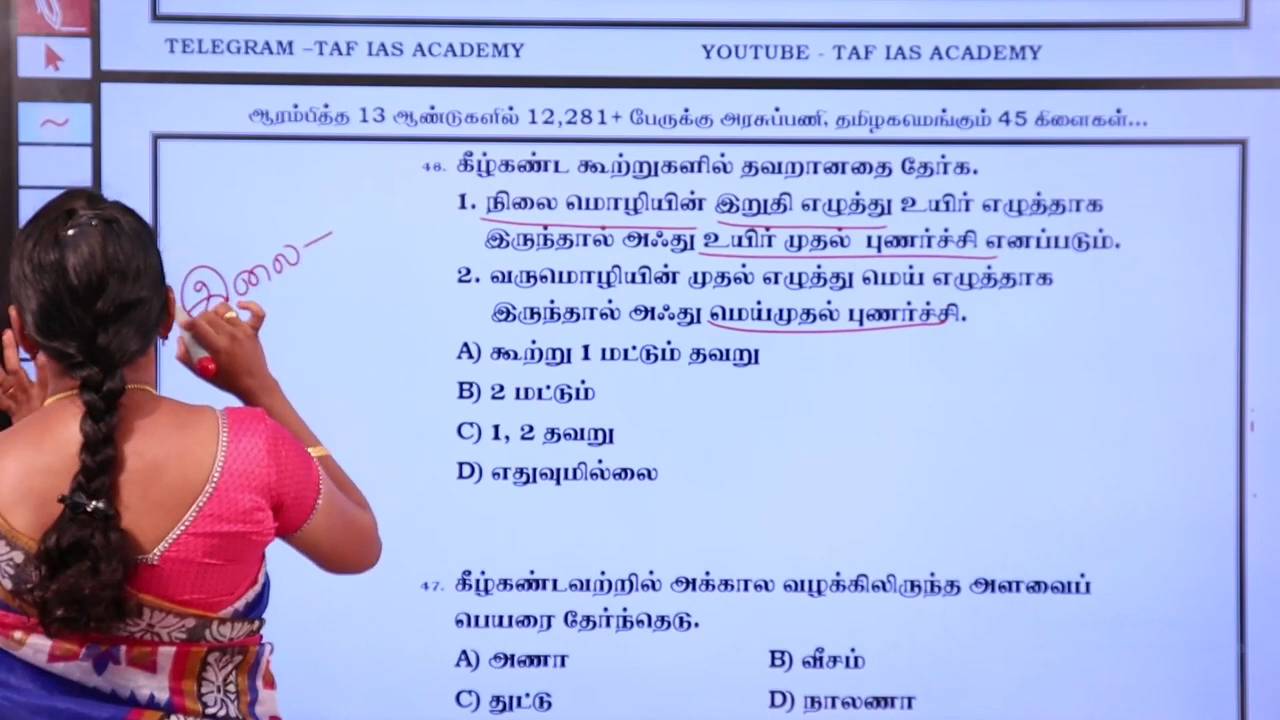 TELEGRAM –TAF IAS ACADEMY YOUTUBE - TAF IAS ACADEMY
ஆரம்பித்த 13 ஆண்டுகளில் 12,281+ பேருக்கு அரசுப்பணி, தமிழகமெங்கும் 45 கிளைகள்...
46. கீழ்கண்ட கூற்றுகளில் தவறானதை தேர்க.
1. நிலை மொழியின் இறுதி எழுத்து உயிர் எழுத்தாக
இருந்தால் அஃது உயிர் முதல் புணர்ச்சி எனப்படும்.
இலை –
2. வருமொழியின் முதல் எழுத்து மெய் எழுத்தாக
இருந்தால் அஃது மெய்முதல் புணர்ச்சி.
A) கூற்று 1 மட்டும் தவறு
B) 2 மட்டும்
C) 1, 2 தவறு
D) எதுவுமில்லை
47. கீழ்கண்டவற்றில் அக்கால வழக்கிலிருந்த அளவைப்
பெயரை தேர்ந்தெடு.
A) அணா B) வீசம்
C) துட்டு D) நாலணா